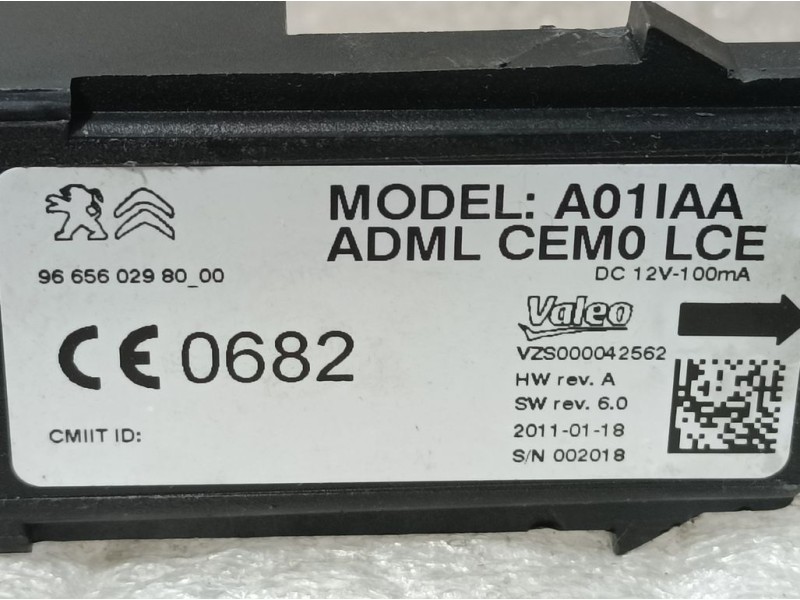 MODEL: A01IAA
ADML CEM0 LCE
96 656 029 80_00
DC 12V-100mA
CE 0682
Valeo
VZS000042562
HW rev. A
SW rev. 6.0
CMIIT ID:
2011-01-18
S/N 002018